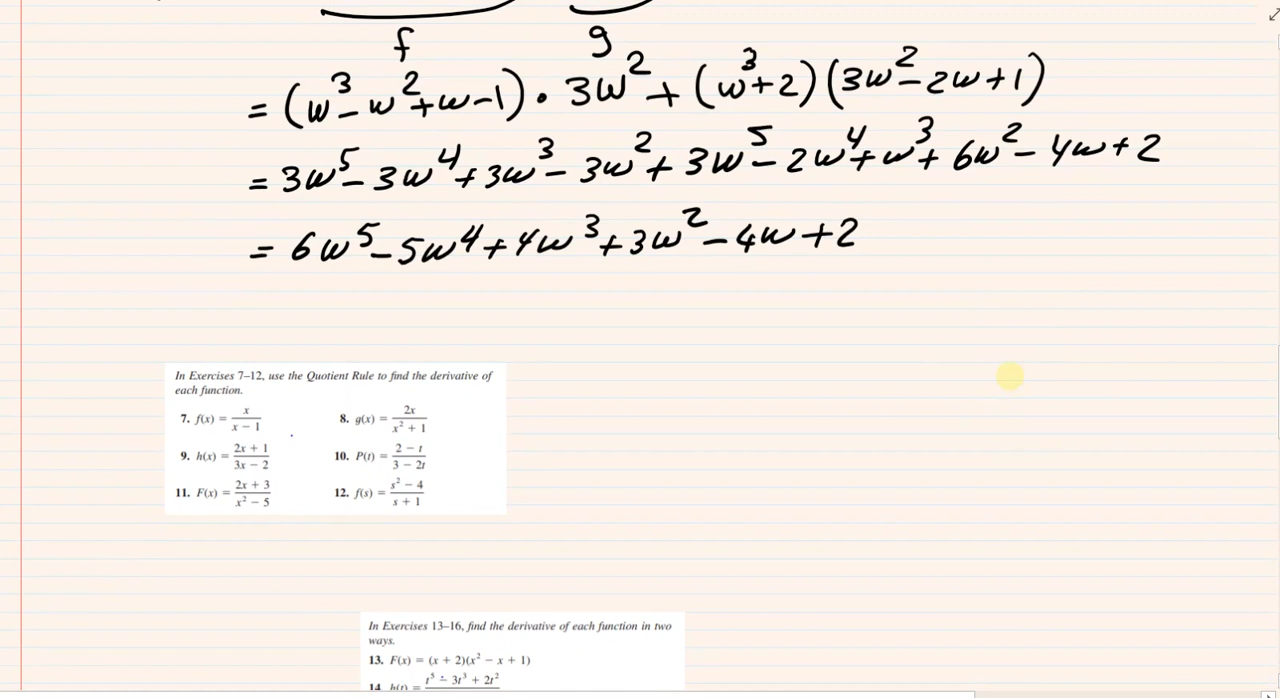 f g
= (w³ - w² + w - 1) • 3w² + (w³ + 2)(3w² - 2w + 1)
= 3w⁵ - 3w⁴ + 3w³ - 3w² + 3w⁵ - 2w⁴ + w³ + 6w² - 4w + 2
= 6w⁵ - 5w⁴ + 4w³ + 3w² - 4w + 2
In Exercises 7–12, use the Quotient Rule to find the derivative of
each function.
7. f(x) = x / (x − 1) 8. g(x) = 2x / (x² + 1)
9. h(x) = (2x + 1) / (3x − 2) 10. P(t) = (2 − t) / (3 − 2t)
11. F(x) = (2x + 3) / (x² − 5) 12. f(s) = (s² − 4) / (s + 1)
In Exercises 13–16, find the derivative of each function in two
ways.
13. F(x) = (x + 2)(x² − x + 1)
14. h(t) = t⁵ − 3t³ + 2t²